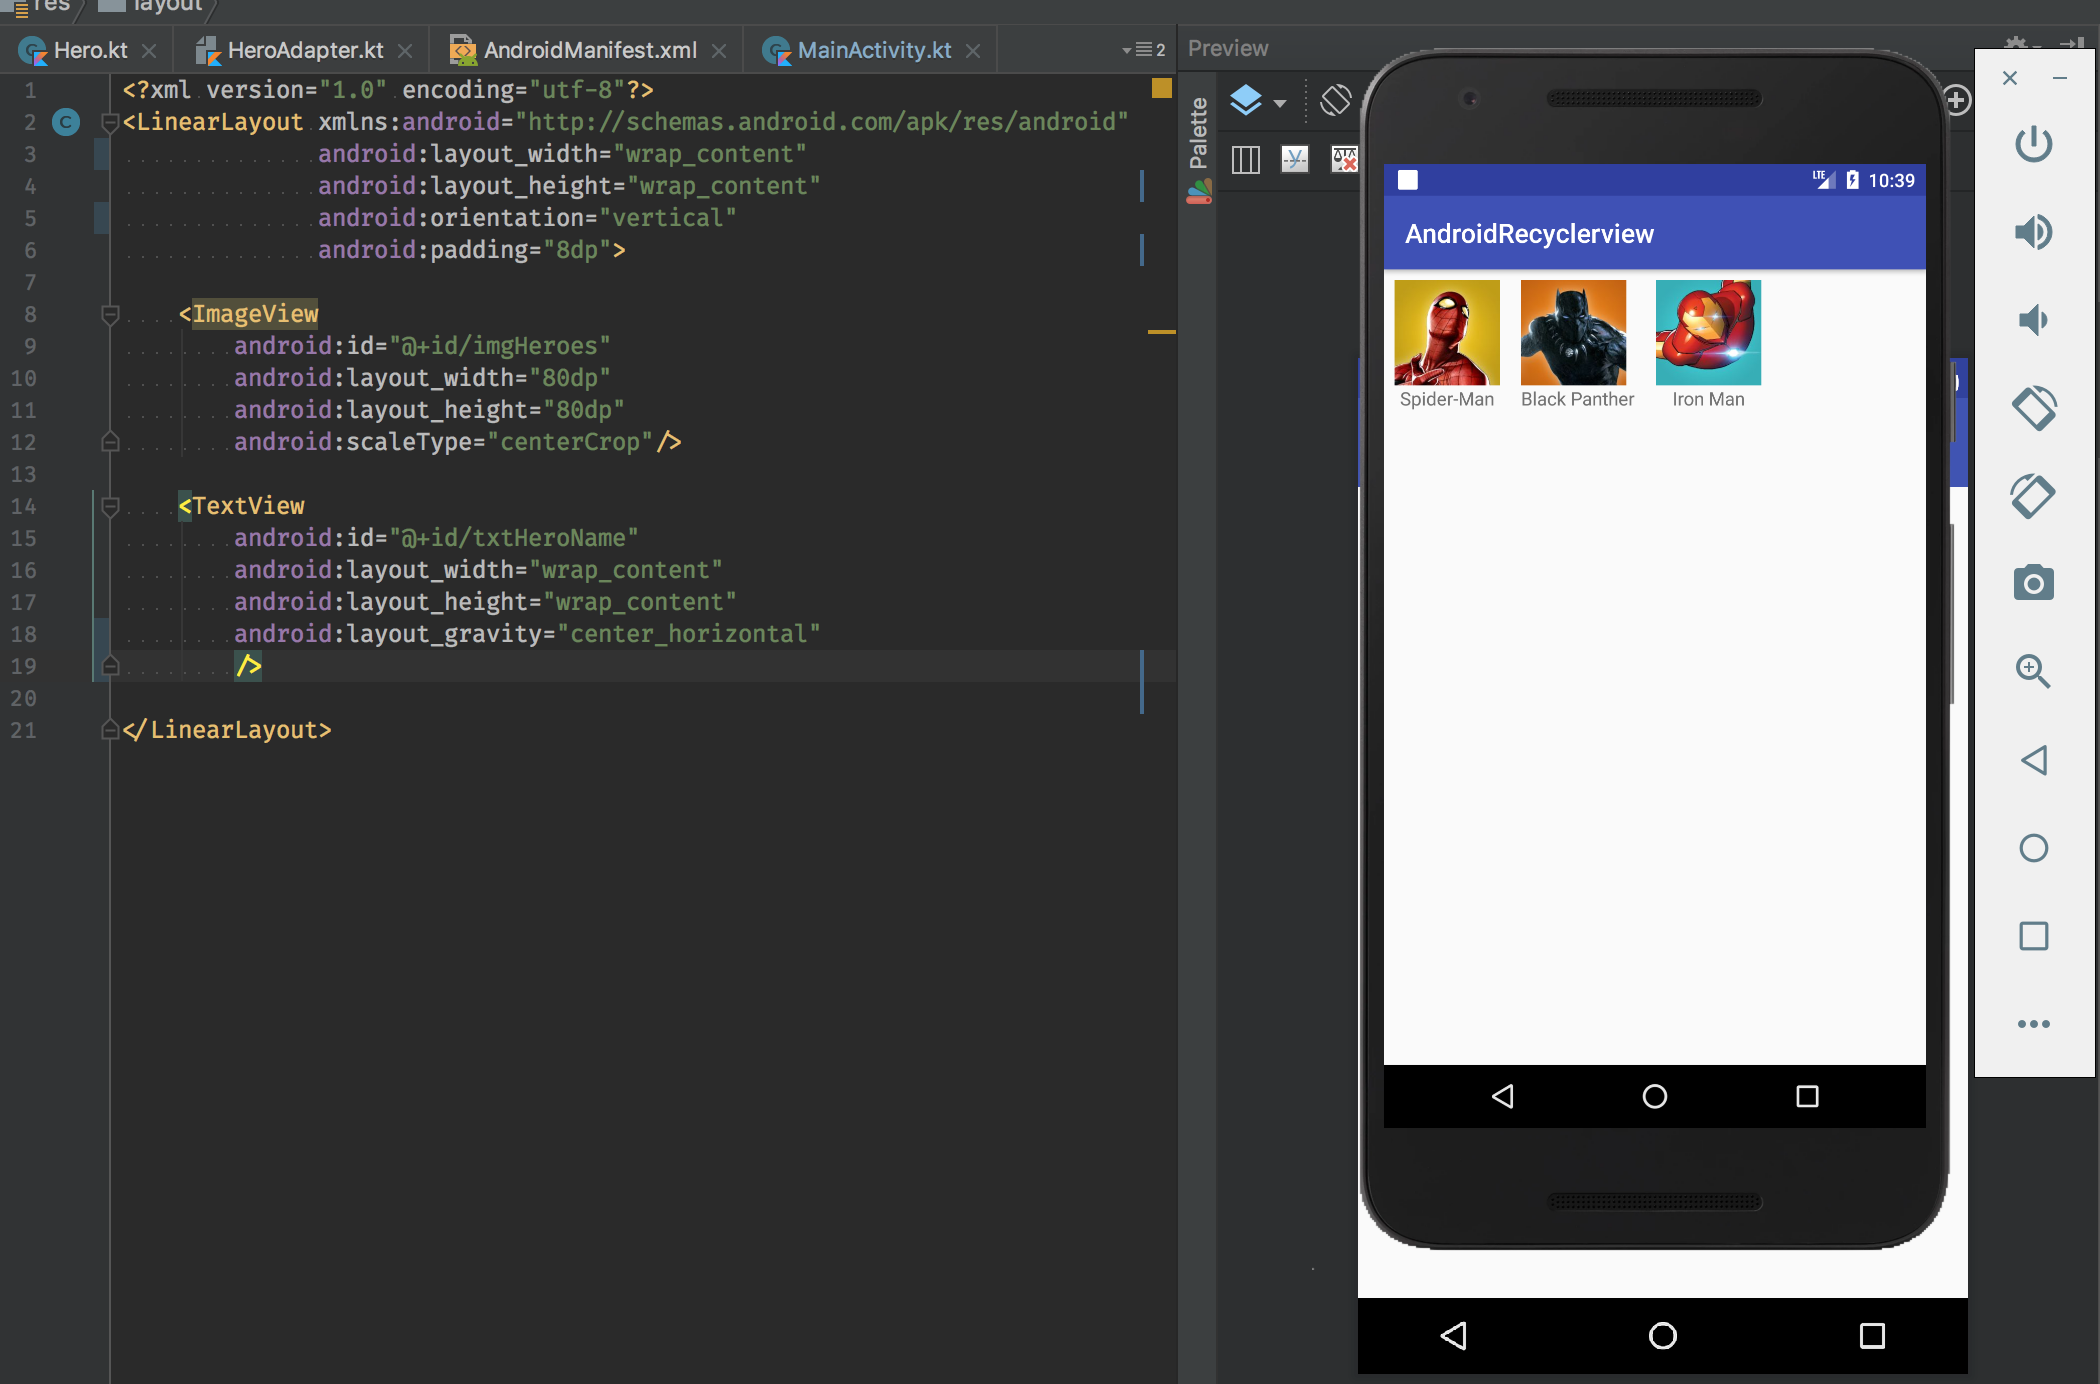 res layout
Hero.kt HeroAdapter.kt AndroidManifest.xml MainActivity.kt 2
1 <?xml version="1.0" encoding="utf-8"?>
2 <LinearLayout xmlns:android="http://schemas.android.com/apk/res/android"
3 android:layout_width="wrap_content"
4 android:layout_height="wrap_content"
5 android:orientation="vertical"
6 android:padding="8dp">
7
8 <ImageView
9 android:id="@+id/imgHeroes"
10 android:layout_width="80dp"
11 android:layout_height="80dp"
12 android:scaleType="centerCrop"/>
13
14 <TextView
15 android:id="@+id/txtHeroName"
16 android:layout_width="wrap_content"
17 android:layout_height="wrap_content"
18 android:layout_gravity="center_horizontal"
19 />
20
21 </LinearLayout>
Preview
Palette
LTE 10:39
AndroidRecyclerview
Spider-Man Black Panther Iron Man